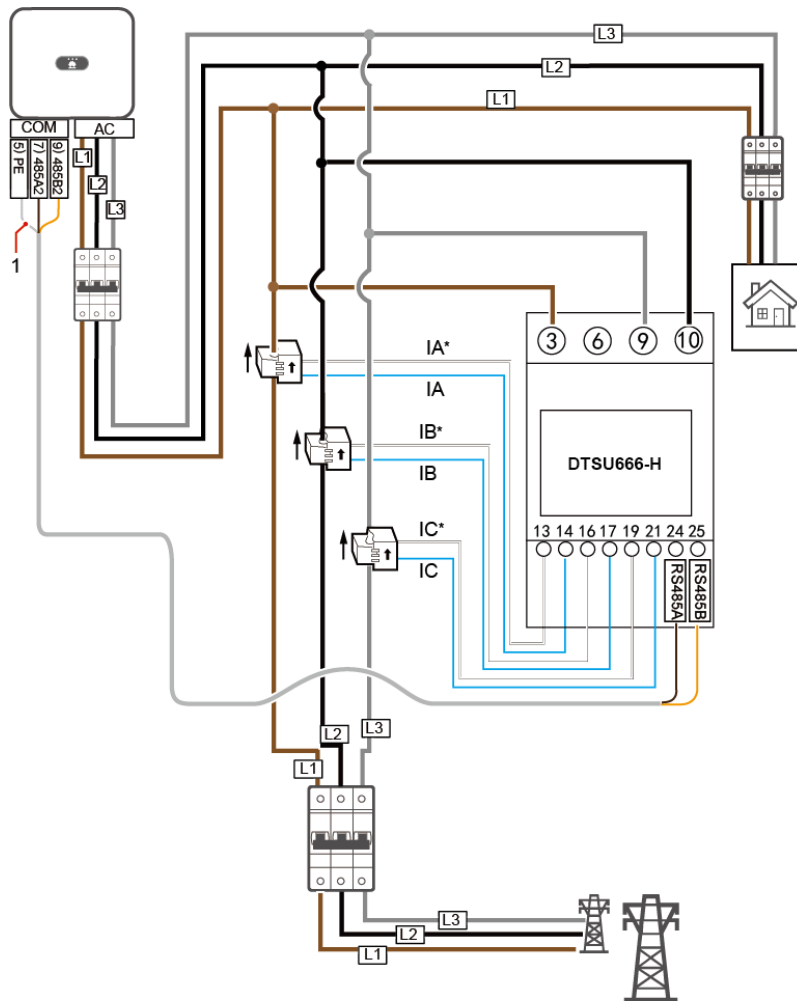 L3
L2
L1
COM
AC
5) PE
7) 485A2
9) 485B2
L1
L2
L3
1
3
6
9
10
IA*
IA
IB*
IB
IC*
IC
DTSU666-H
13 14 16 17 19 21 24 25
RS485A
RS485B
L2
L3
L1
L3
L2
L1